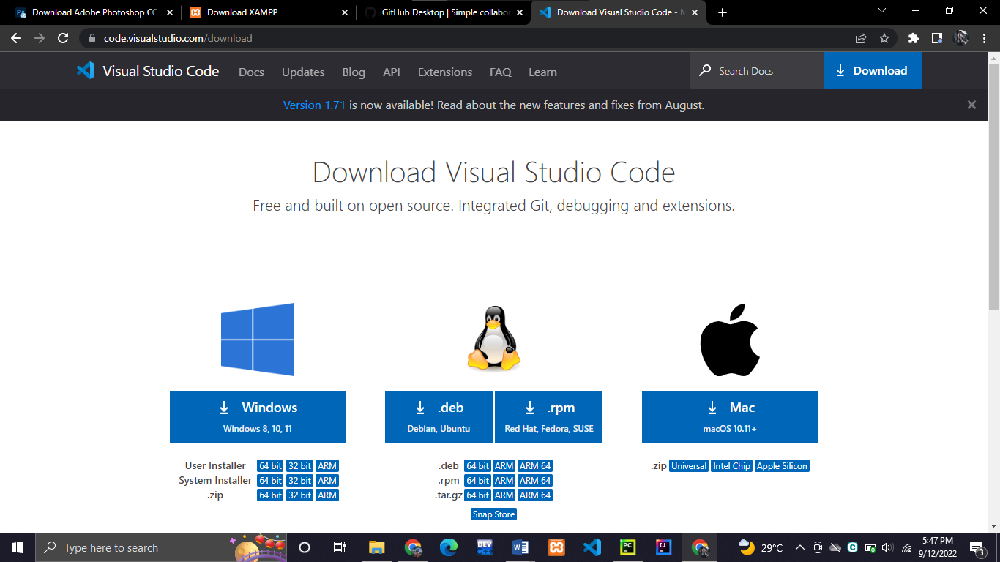 Download Adobe Photoshop CC
Download XAMPP
GitHub Desktop | Simple collabor
Download Visual Studio Code - M
code.visualstudio.com/download
Visual Studio Code Docs Updates Blog API Extensions FAQ Learn Search Docs Download
Version 1.71 is now available! Read about the new features and fixes from August.
Download Visual Studio Code
Free and built on open source. Integrated Git, debugging and extensions.
Windows
Windows 8, 10, 11
.deb
Debian, Ubuntu
.rpm
Red Hat, Fedora, SUSE
Mac
macOS 10.11+
User Installer 64 bit 32 bit ARM
System Installer 64 bit 32 bit ARM
.zip 64 bit 32 bit ARM
.deb 64 bit ARM ARM 64
.rpm 64 bit ARM ARM 64
.tar.gz 64 bit ARM ARM 64
Snap Store
.zip Universal Intel Chip Apple Silicon
Type here to search
DEV
PC
IJ
29°C
5:47 PM
9/12/2022
3